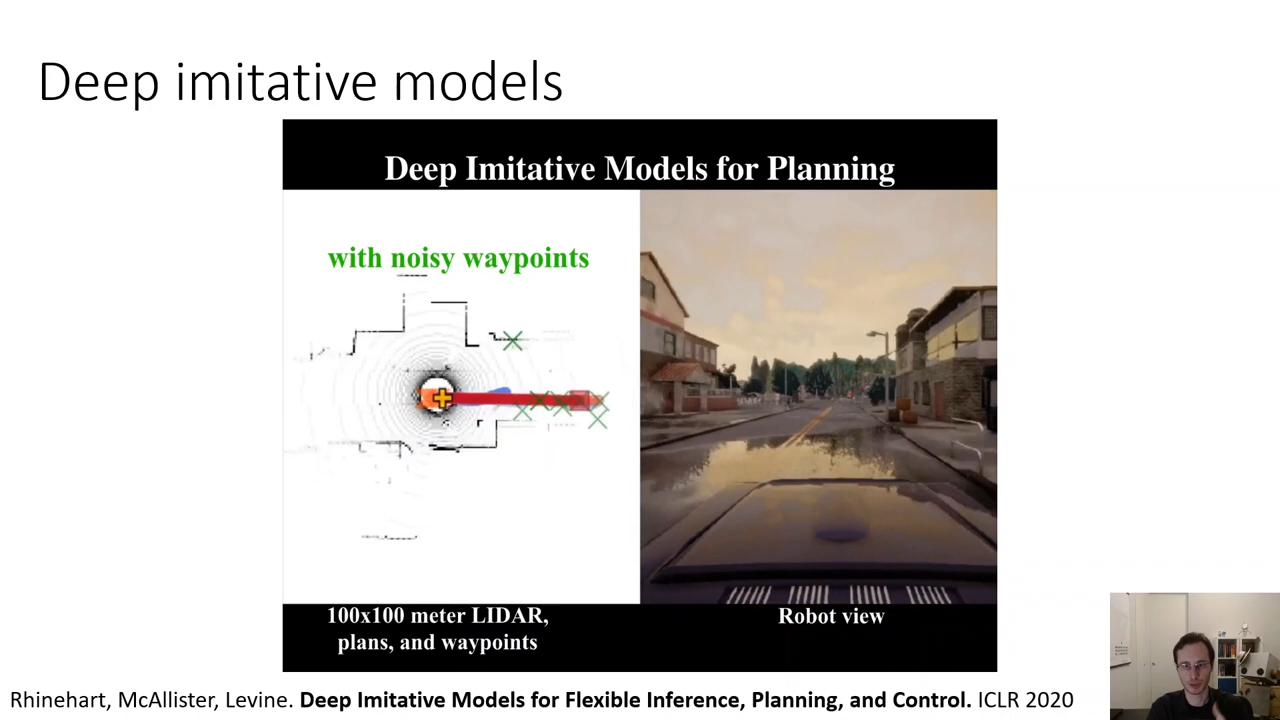 Deep imitative models
Deep Imitative Models for Planning
with noisy waypoints
100x100 meter LIDAR,
plans, and waypoints
Robot view
Rhinehart, McAllister, Levine. Deep Imitative Models for Flexible Inference, Planning, and Control. ICLR 2020